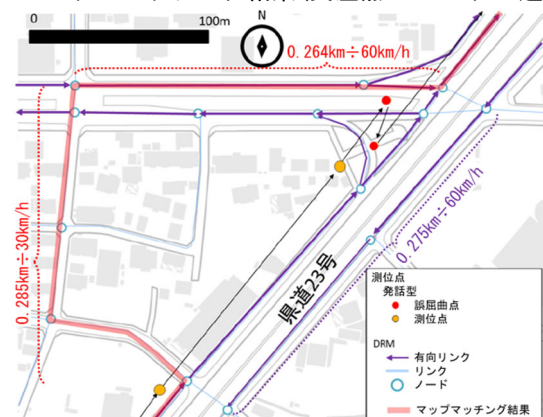 0
100m
N
0.264km÷60km/h
0.285km÷30km/h
0.275km÷60km/h
県道23号
測位点
発話型
誤屈曲点
測位点
DRM
有向リンク
リンク
ノード
マップマッチング結果